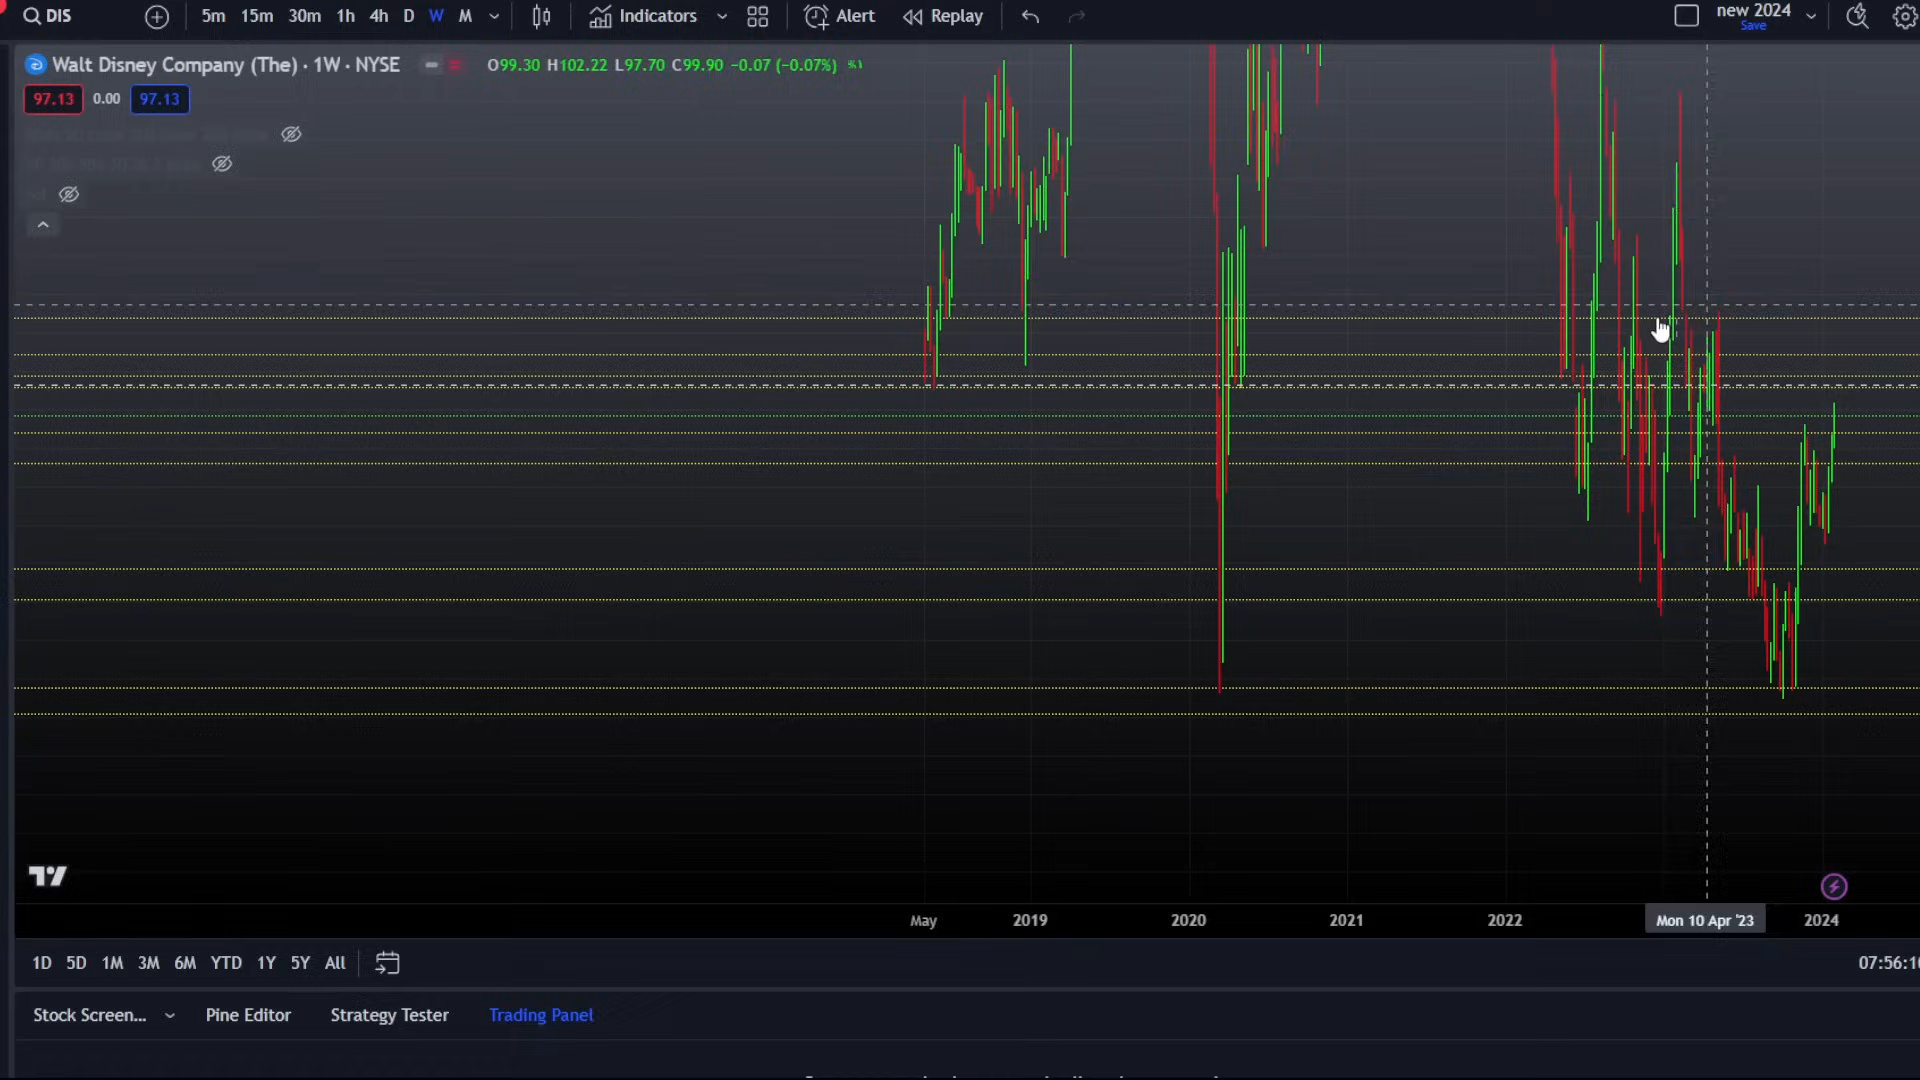 DIS 5m 15m 30m 1h 4h D W M Indicators Alert Replay new 2024
Save
Walt Disney Company (The) · 1W · NYSE O99.30 H102.22 L97.70 C99.90 −0.07 (−0.07%)
97.13 0.00 97.13
May 2019 2020 2021 2022 Mon 10 Apr '23 2024
1D 5D 1M 3M 6M YTD 1Y 5Y All 07:56:1
Stock Screen... Pine Editor Strategy Tester Trading Panel